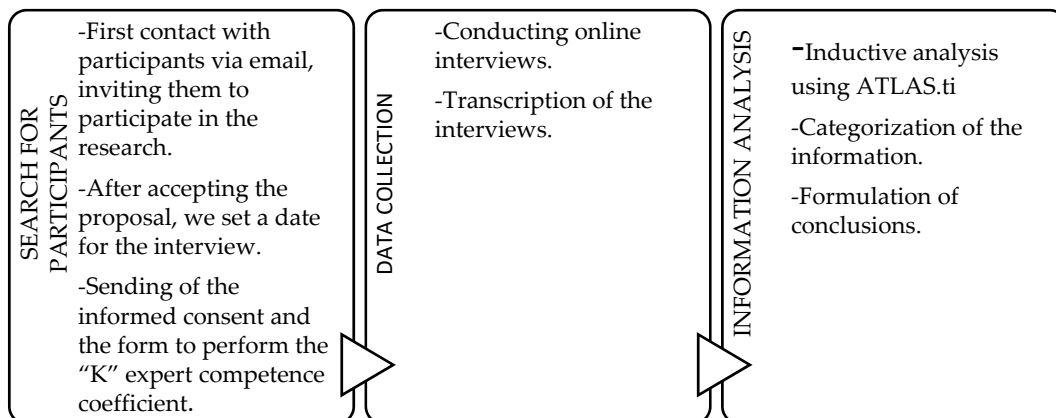 SEARCH FOR
PARTICIPANTS
-First contact with
participants via email,
inviting them to
participate in the
research.
-After accepting the
proposal, we set a date
for the interview.
-Sending of the
informed consent and
the form to perform the
“K” expert competence
coefficient.
DATA COLLECTION
-Conducting online
interviews.
-Transcription of the
interviews.
INFORMATION ANALYSIS
-Inductive analysis
using ATLAS.ti
-Categorization of the
information.
-Formulation of
conclusions.